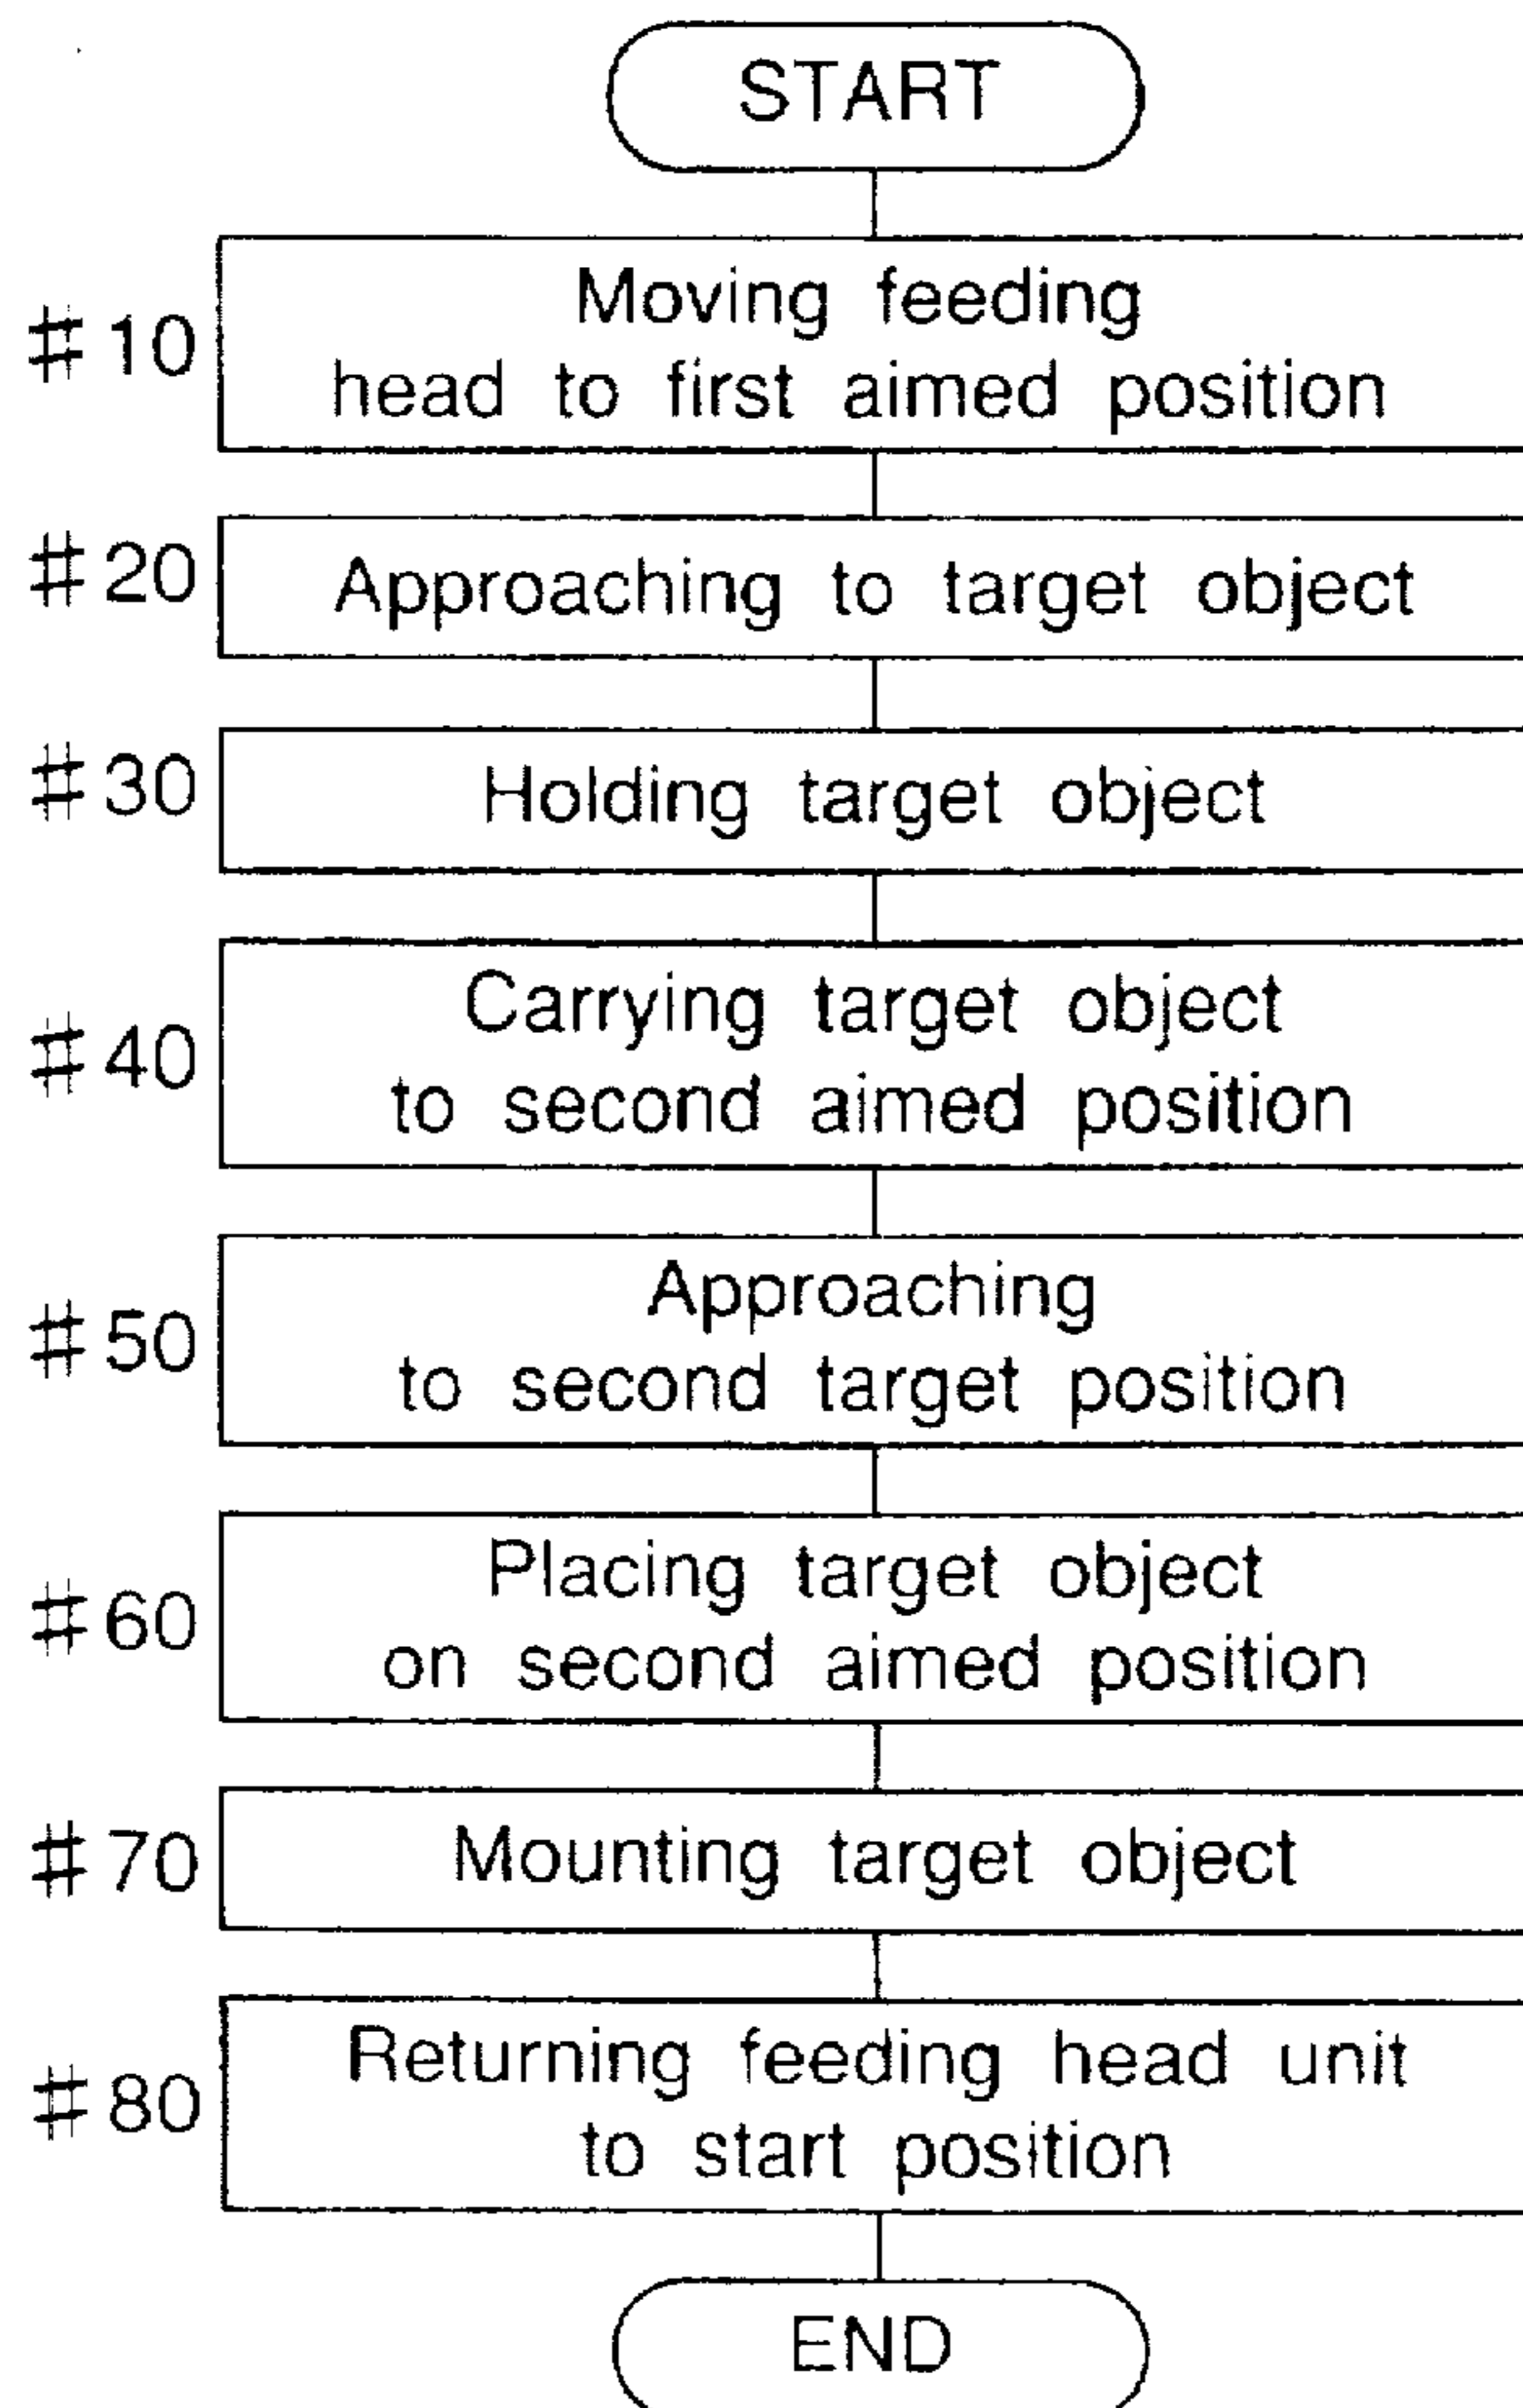 START
#10
Moving feeding
head to first aimed position
#20
Approaching to target object
#30
Holding target object
#40
Carrying target object
to second aimed position
#50
Approaching
to second target position
#60
Placing target object
on second aimed position
#70
Mounting target object
#80
Returning feeding head unit
to start position
END